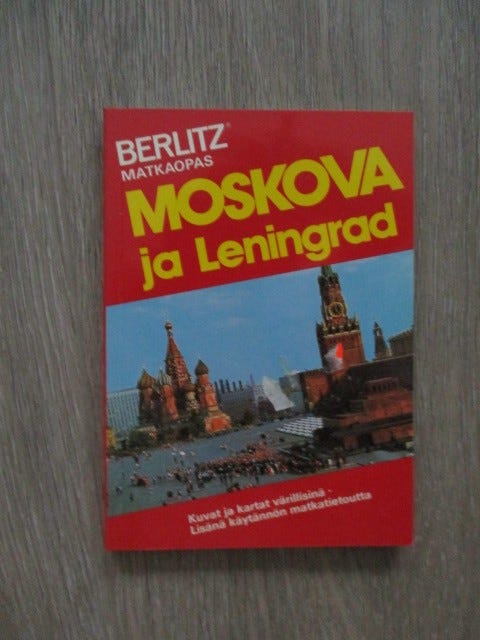 BERLITZ®
MATKAOPAS
MOSKOVA
ja Leningrad
Kuvat ja kartat värillisinä -
Lisänä käytännön matkatietoutta